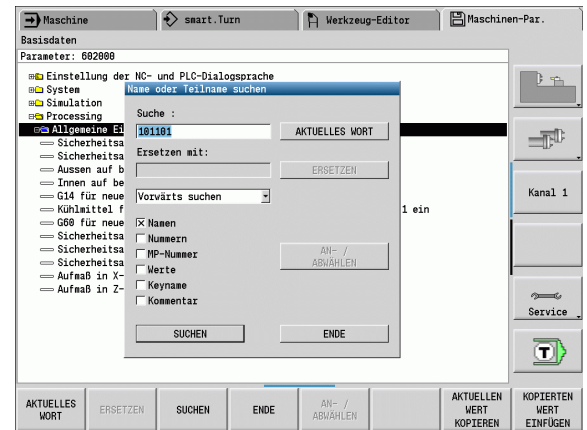 Maschine
smart.Turn
Werkzeug-Editor
Maschinen-Par.
Basisdaten
Parameter: 602000
Einstellung der NC- und PLC-Dialogsprache
System
Simulation
Processing
Allgemeine Ei
Sicherheitsa
Sicherheitsa
Aussen auf b
Innen auf be
G14 für neue
Kühlmittel f
1 ein
G60 für neue
Sicherheitsa
Sicherheitsa
Sicherheitsa
Aufmaß in X-
Aufmaß in Z-
Name oder Teilname suchen
Suche :
101101
AKTUELLES WORT
Ersetzen mit:
ERSETZEN
Vorwärts suchen
Namen
Nummern
MP-Nummer
Werte
Keyname
Kommentar
AN- /
ABWÄHLEN
SUCHEN
ENDE
Kanal 1
Service
T
AKTUELLES
WORT
ERSETZEN
SUCHEN
ENDE
AN- /
ABWÄHLEN
AKTUELLEN
WERT
KOPIEREN
KOPIERTEN
WERT
EINFÜGEN